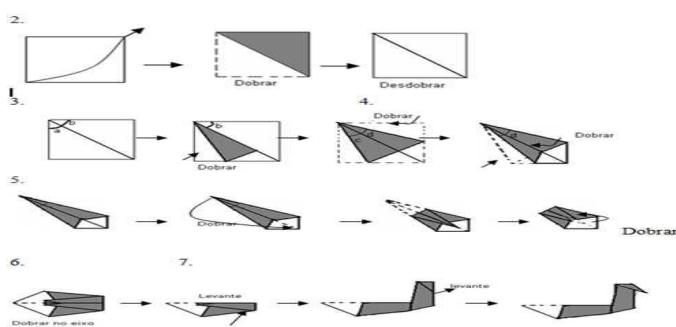 2.
Dobrar
Desdobrar
3.
4.
a
b
Dobrar
b
Dobrar
c
d
d
Dobrar
5.
Dobrar
Dobrar
6.
7.
Dobrar no eixo
Levante
levante